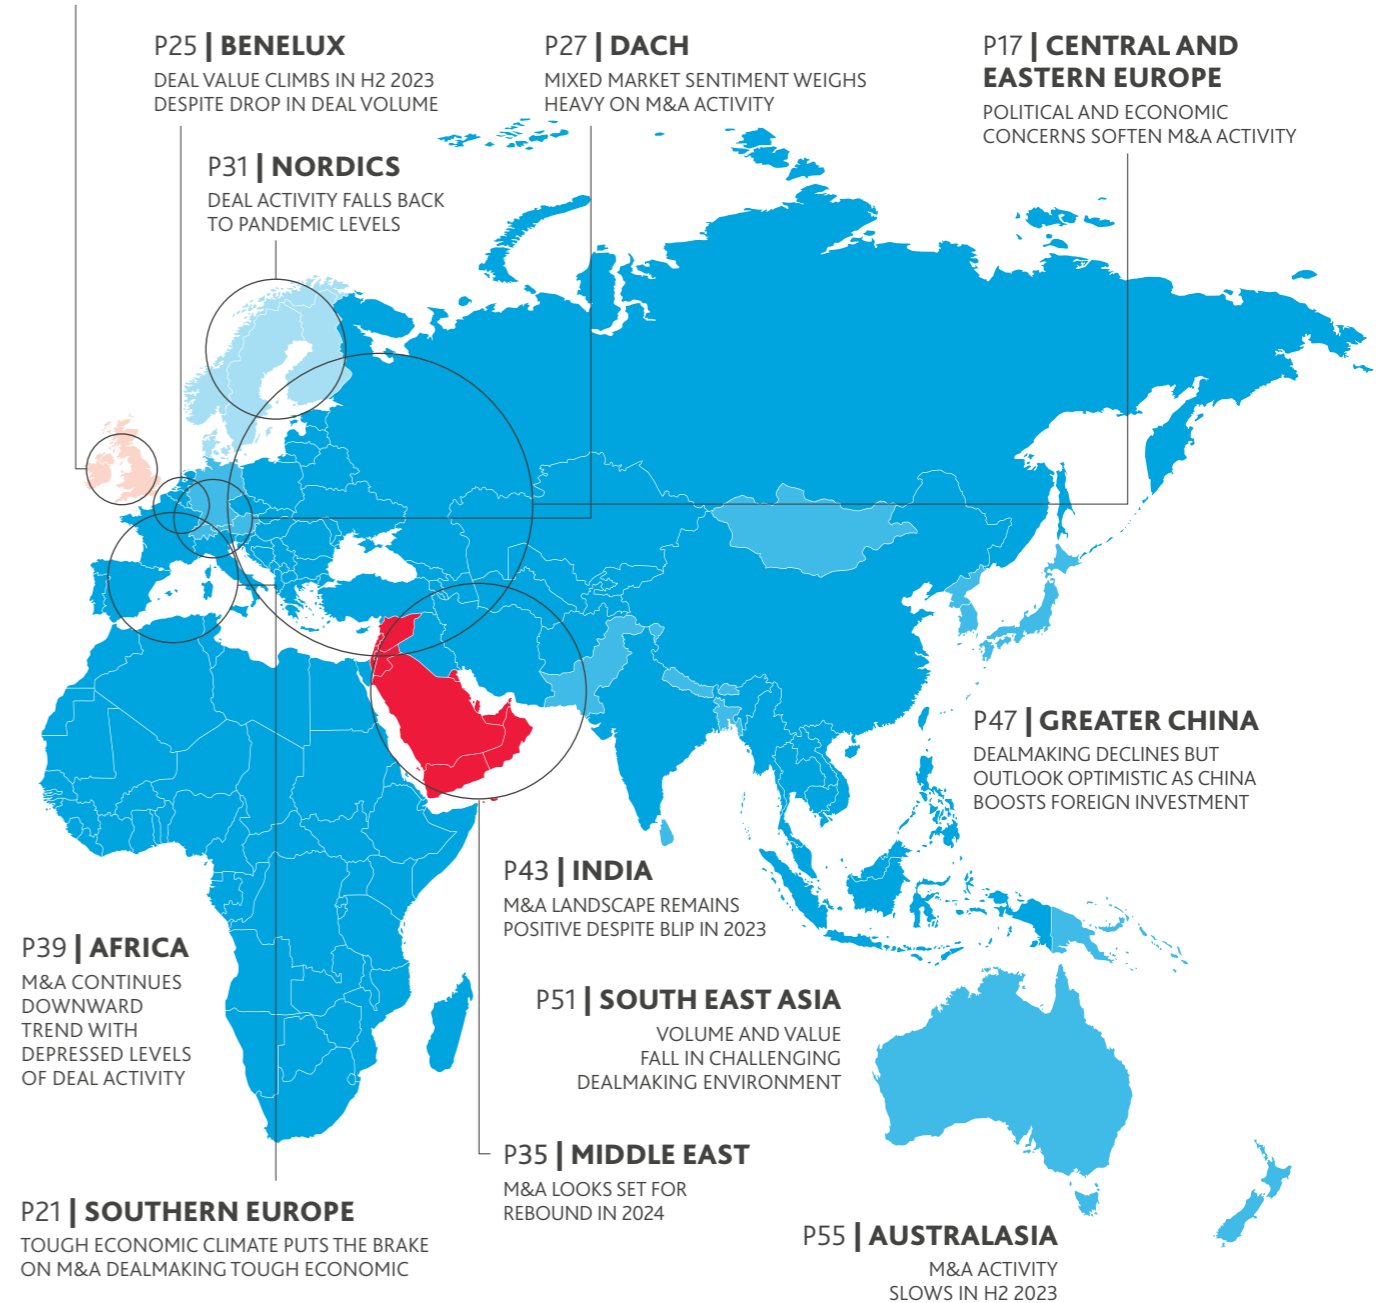 P25 | BENELUX
DEAL VALUE CLIMBS IN H2 2023
DESPITE DROP IN DEAL VOLUME
P27 | DACH
MIXED MARKET SENTIMENT WEIGHS
HEAVY ON M&A ACTIVITY
P17 | CENTRAL AND
EASTERN EUROPE
POLITICAL AND ECONOMIC
CONCERNS SOFTEN M&A ACTIVITY
P31 | NORDICS
DEAL ACTIVITY FALLS BACK
TO PANDEMIC LEVELS
P47 | GREATER CHINA
DEALMAKING DECLINES BUT
OUTLOOK OPTIMISTIC AS CHINA
BOOSTS FOREIGN INVESTMENT
P43 | INDIA
M&A LANDSCAPE REMAINS
POSITIVE DESPITE BLIP IN 2023
P39 | AFRICA
M&A CONTINUES
DOWNWARD
TREND WITH
DEPRESSED LEVELS
OF DEAL ACTIVITY
P51 | SOUTH EAST ASIA
VOLUME AND VALUE
FALL IN CHALLENGING
DEALMAKING ENVIRONMENT
P35 | MIDDLE EAST
M&A LOOKS SET FOR
REBOUND IN 2024
P21 | SOUTHERN EUROPE
TOUGH ECONOMIC CLIMATE PUTS THE BRAKE
ON M&A DEALMAKING TOUGH ECONOMIC
P55 | AUSTRALASIA
M&A ACTIVITY
SLOWS IN H2 2023